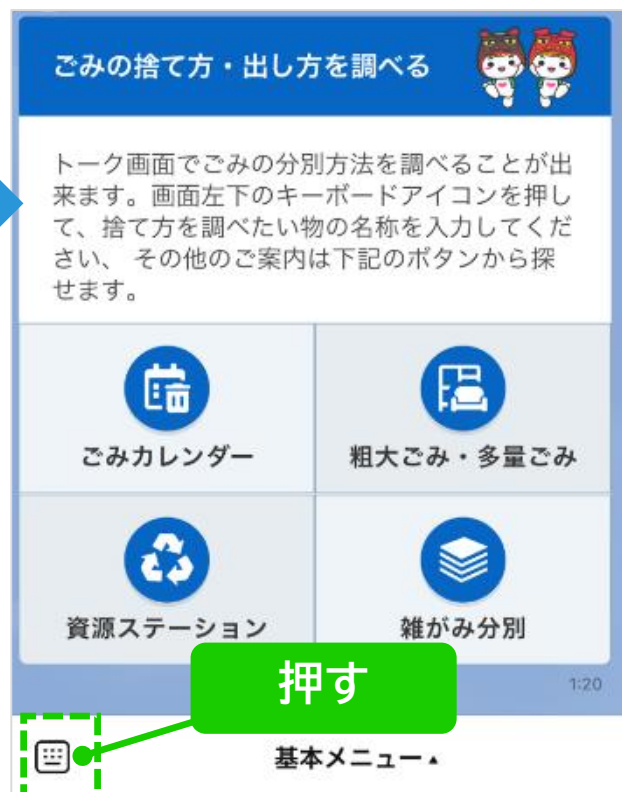 ごみの捨て方・出し方を調べる
トーク画面でごみの分別方法を調べることが出
来ます。画面左下のキーボードアイコンを押し
て、捨て方を調べたい物の名称を入力してくだ
さい、 その他のご案内は下記のボタンから探
せます。
ごみカレンダー
粗大ごみ・多量ごみ
資源ステーション
雑がみ分別
押す
1:20
基本メニュー▲